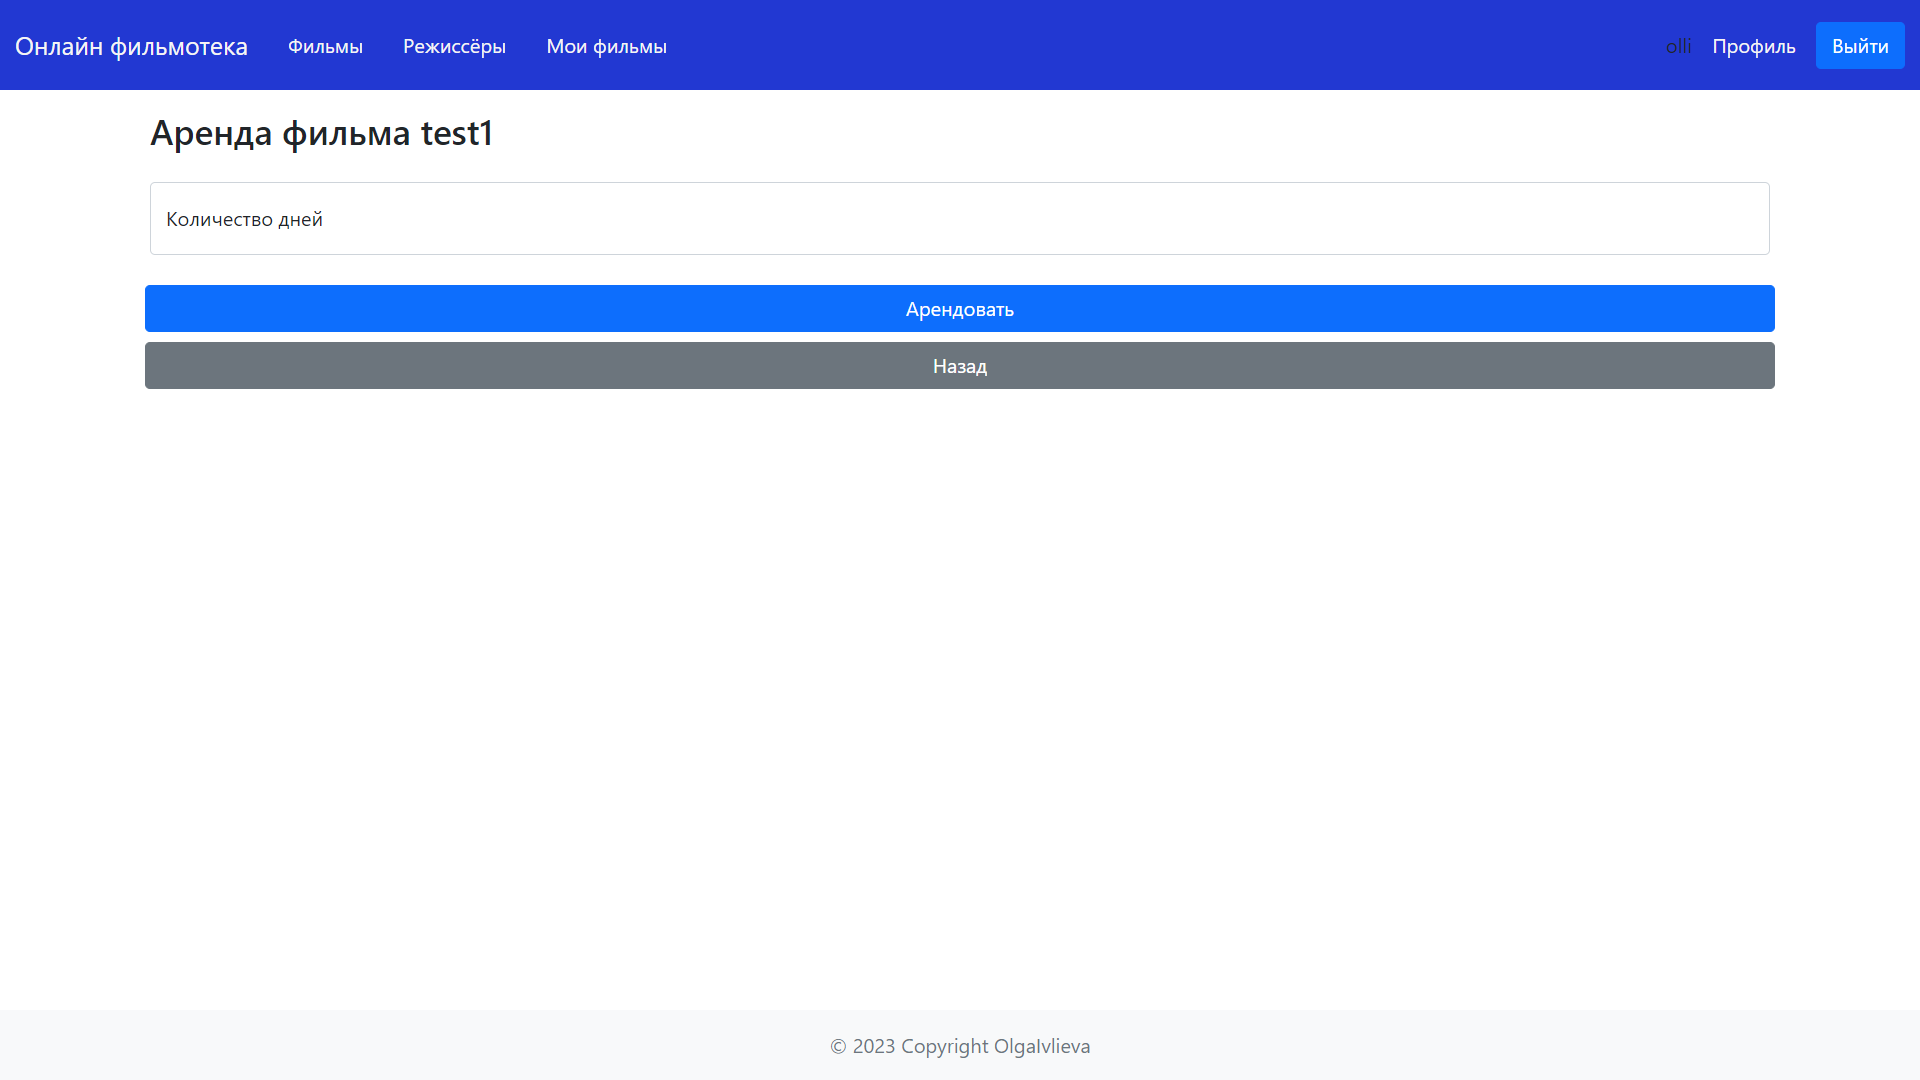 Онлайн фильмотека Фильмы Режиссёры Мои фильмы olli Профиль Выйти
Аренда фильма test1
Количество дней
Арендовать
Назад
© 2023 Copyright OlgaIvlieva